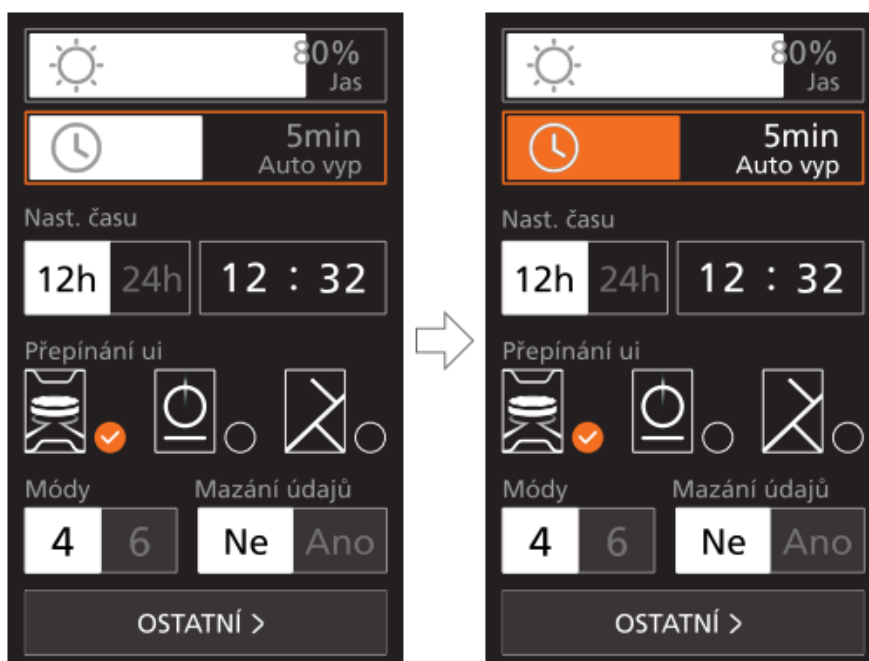 80%
Jas
5min
Auto vyp
Nast. času
12h 24h 12 : 32
Přepínání ui
Módy Mazání údajů
4 6 Ne Ano
OSTATNÍ >
80%
Jas
5min
Auto vyp
Nast. času
12h 24h 12 : 32
Přepínání ui
Módy Mazání údajů
4 6 Ne Ano
OSTATNÍ >